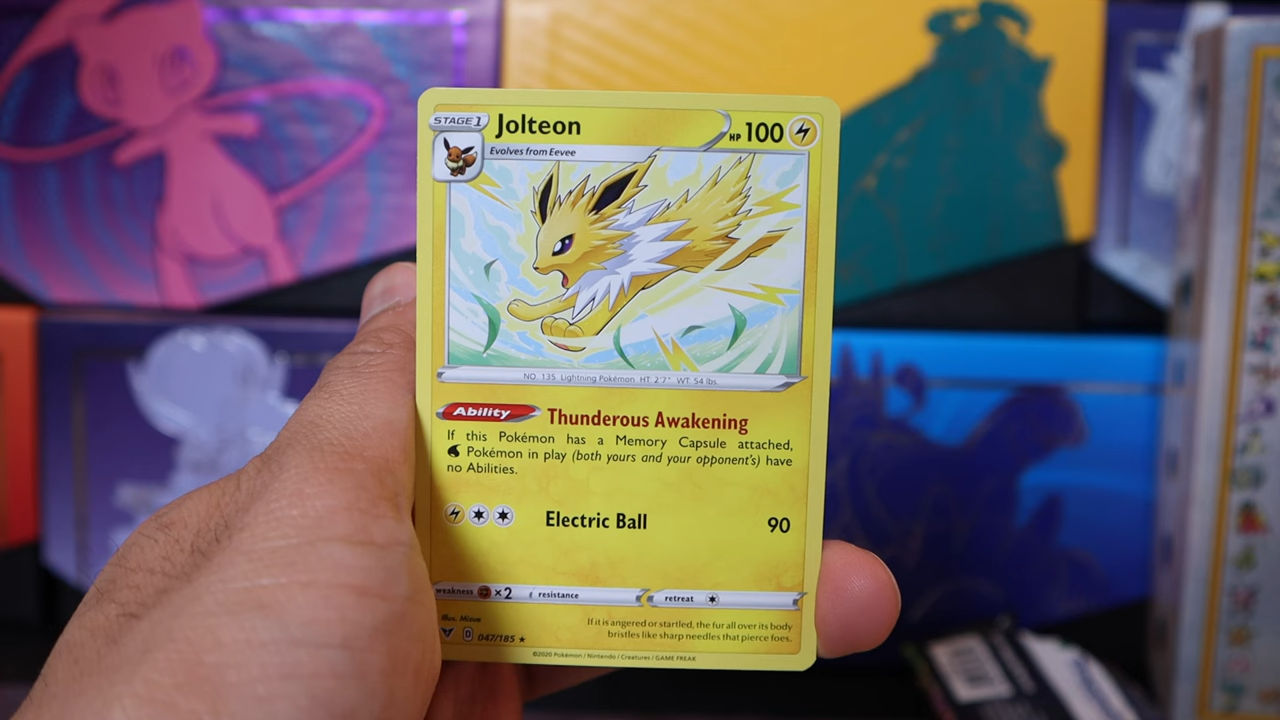 STAGE 1
Jolteon
HP 100
Evolves from Eevee
NO. 135 Lightning Pokémon HT: 2'7" WT: 54 lbs.
Ability Thunderous Awakening
If this Pokémon has a Memory Capsule attached,
Pokémon in play (both yours and your opponent's) have
no Abilities.
Electric Ball 90
weakness ×2 resistance retreat
Illus. Mizue
If it is angered or startled, the fur all over its body
bristles like sharp needles that pierce foes.
D 047/185 ★
©2020 Pokémon / Nintendo / Creatures / GAME FREAK